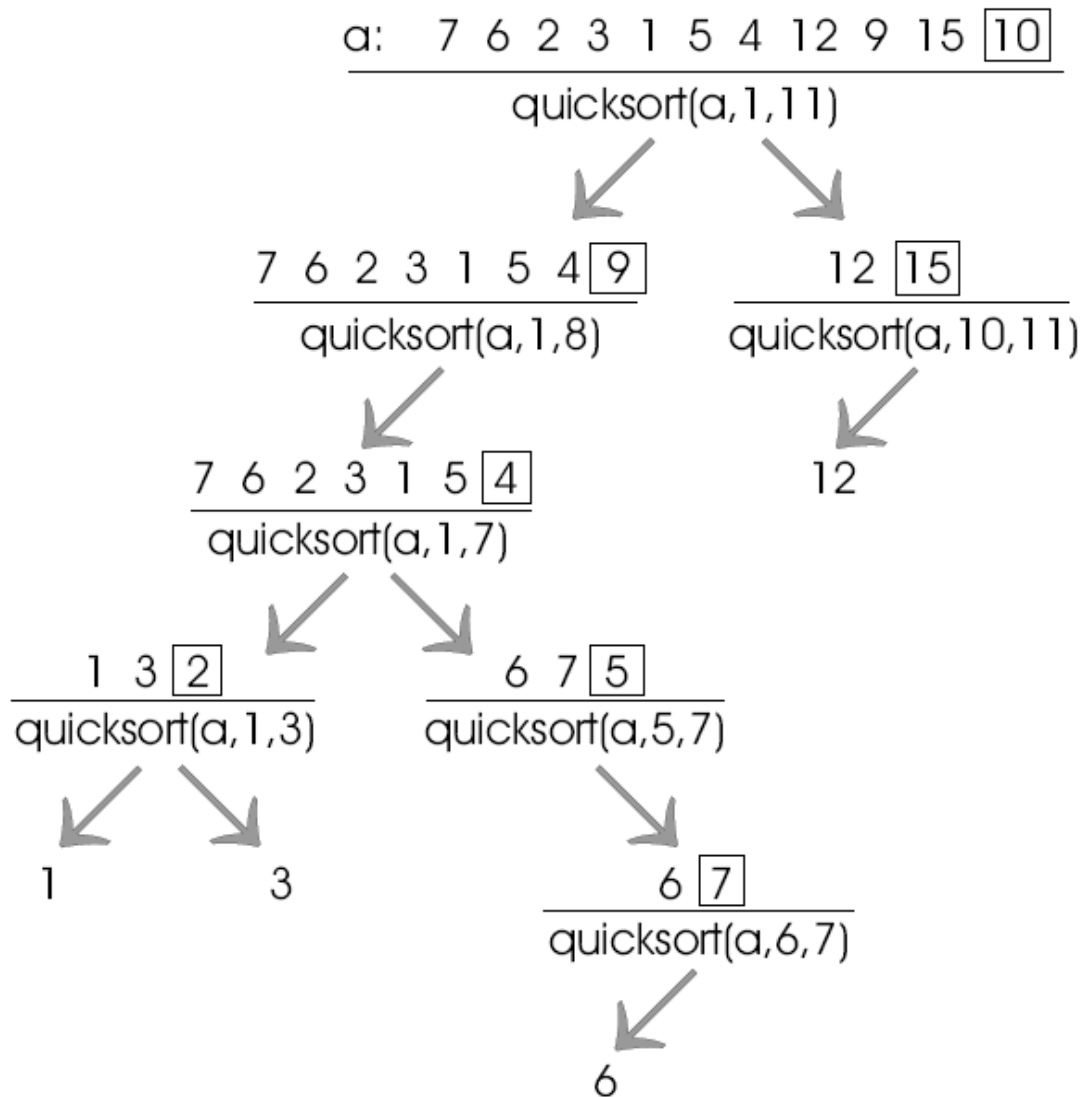 a: 7 6 2 3 1 5 4 12 9 15 10
quicksort(a,1,11)
7 6 2 3 1 5 4 9
12 15
quicksort(a,1,8)
quicksort(a,10,11)
7 6 2 3 1 5 4
12
quicksort(a,1,7)
1 3 2
6 7 5
quicksort(a,1,3)
quicksort(a,5,7)
1
3
6 7
quicksort(a,6,7)
6